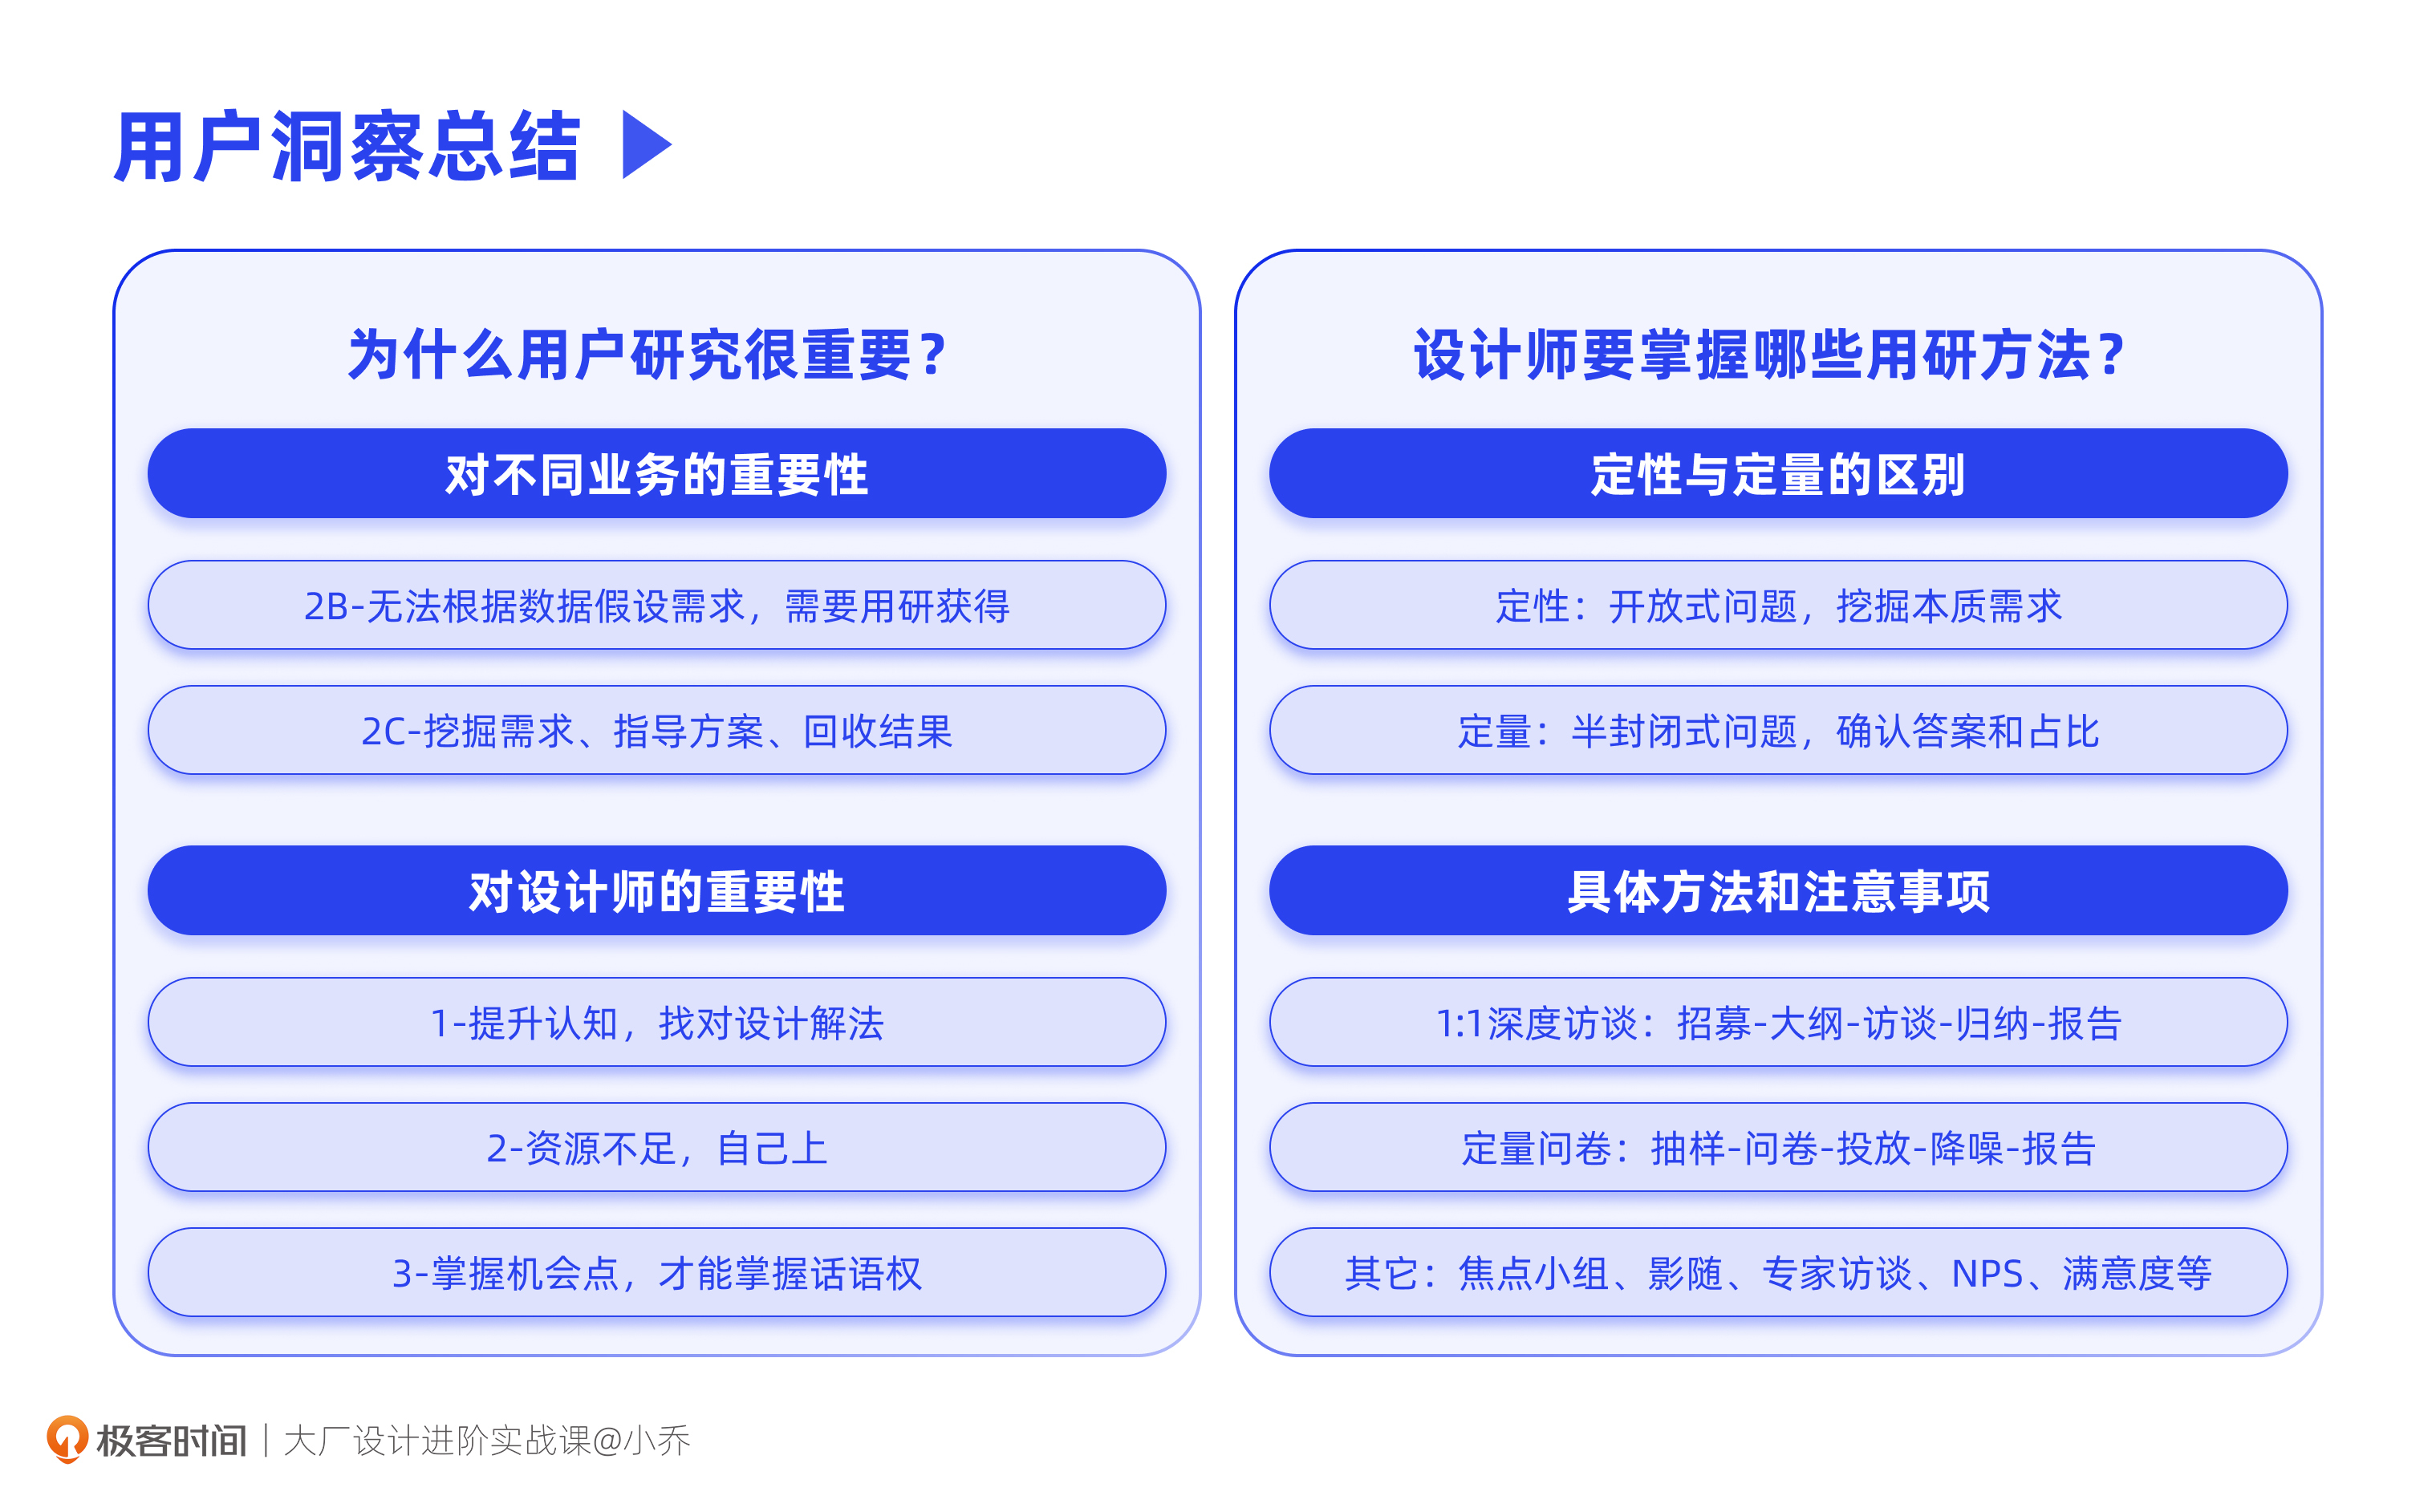 用户洞察总结
为什么用户研究很重要？
对不同业务的重要性
2B-无法根据数据假设需求，需要用研获得
2C-挖掘需求、指导方案、回收结果
对设计师的重要性
1-提升认知，找对设计解法
2-资源不足，自己上
3-掌握机会点，才能掌握话语权
设计师要掌握哪些用研方法？
定性与定量的区别
定性：开放式问题，挖掘本质需求
定量：半封闭式问题，确认答案和占比
具体方法和注意事项
1:1深度访谈：招募-大纲-访谈-归纳-报告
定量问卷：抽样-问卷-投放-降噪-报告
其它：焦点小组、影随、专家访谈、NPS、满意度等
极客时间 | 大厂设计进阶实战课@小乔